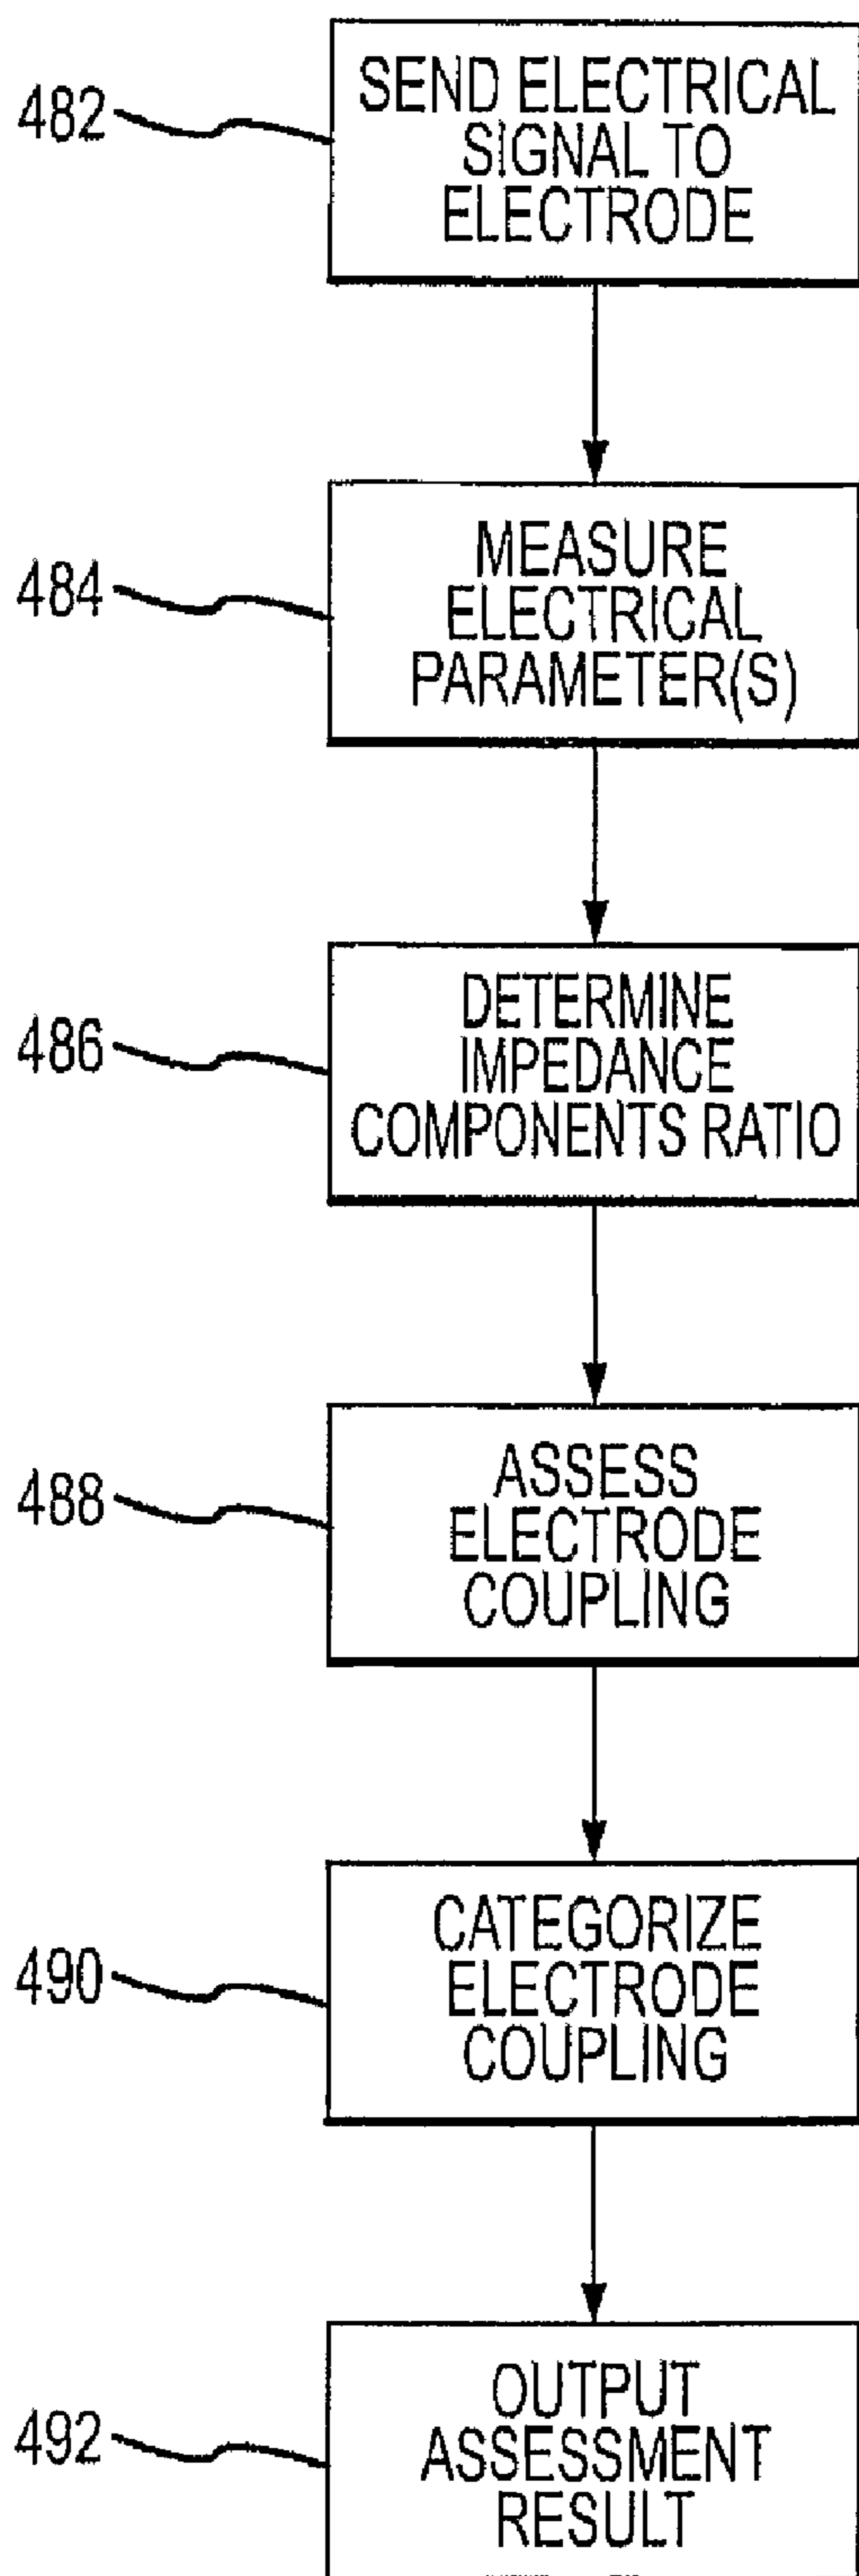 482
SEND ELECTRICAL
SIGNAL TO
ELECTRODE
484
MEASURE
ELECTRICAL
PARAMETER(S)
486
DETERMINE
IMPEDANCE
COMPONENTS RATIO
488
ASSESS
ELECTRODE
COUPLING
490
CATEGORIZE
ELECTRODE
COUPLING
492
OUTPUT
ASSESSMENT
RESULT